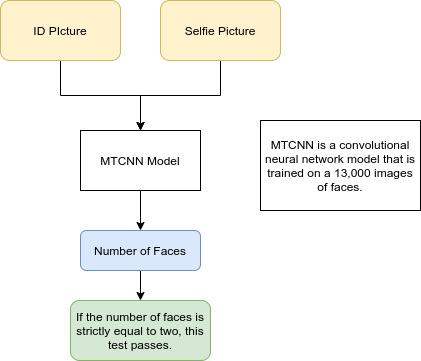 ID PIcture
Selfie Picture
MTCNN Model
MTCNN is a convolutional
neural network model that is
trained on a 13,000 images
of faces.
Number of Faces
If the number of faces is
strictly equal to two, this
test passes.